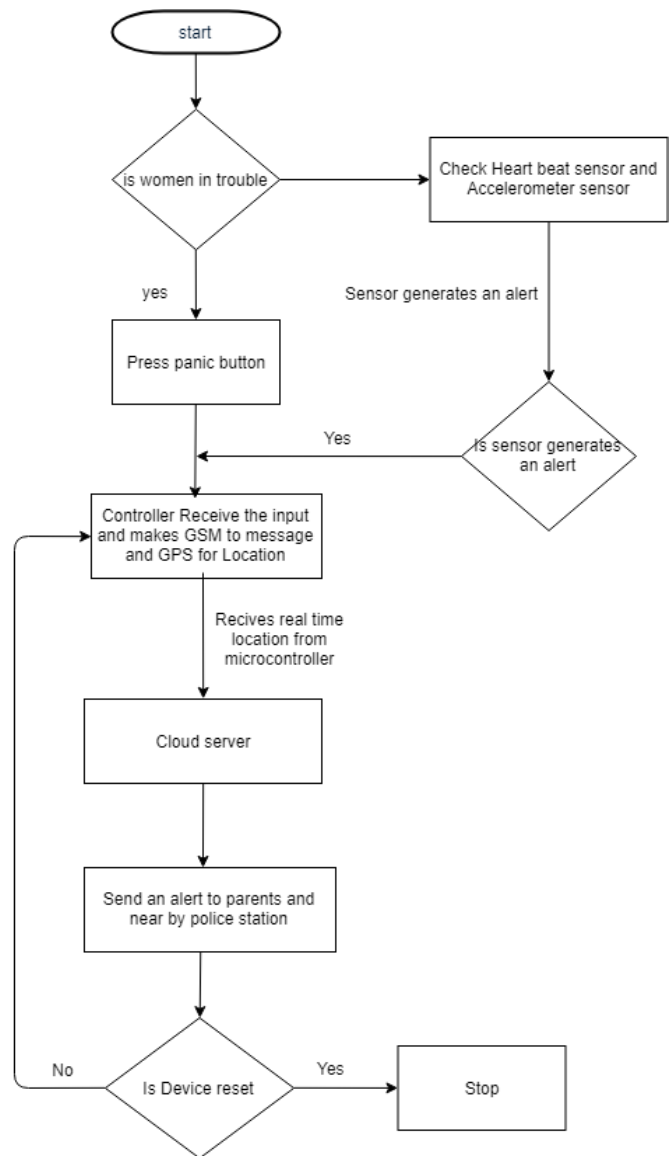 start
is women in trouble
Check Heart beat sensor and
Accelerometer sensor
yes
Sensor generates an alert
Press panic button
Yes
Is sensor generates
an alert
Controller Receive the input
and makes GSM to message
and GPS for Location
Recives real time
location from
microcontroller
Cloud server
Send an alert to parents and
near by police station
No
Is Device reset
Yes
Stop